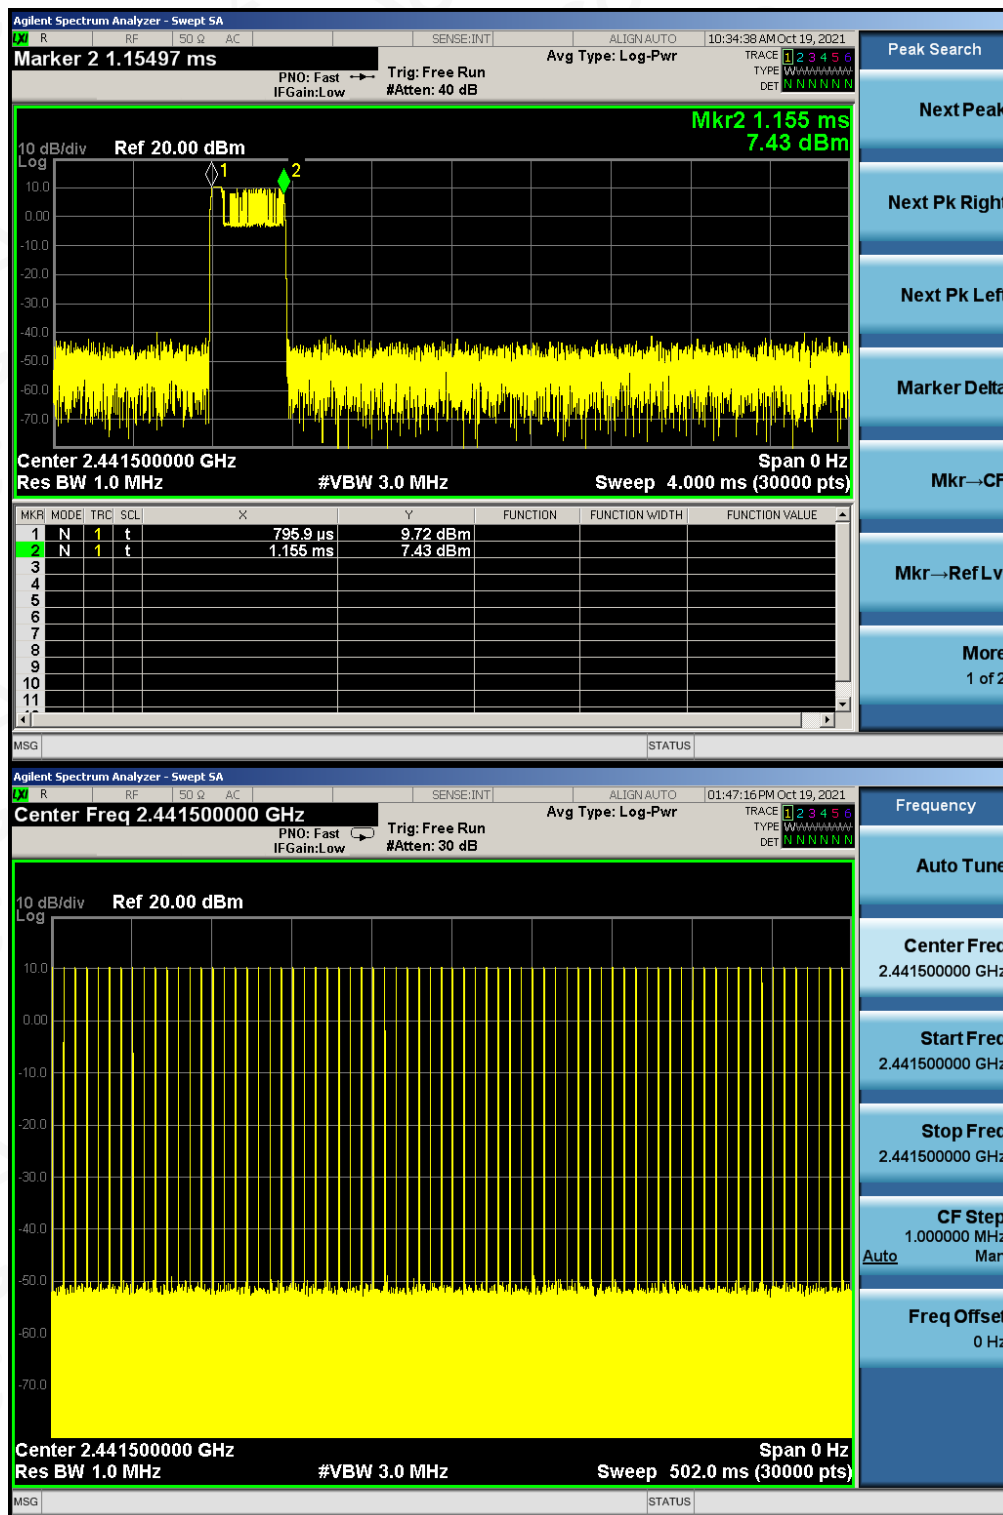 Agilent Spectrum Analyzer - Swept SA
LXI R RF 50 Ω AC SENSE:INT ALIGN AUTO 10:34:38 AM Oct 19, 2021
Marker 2 1.15497 ms
PNO: Fast
IFGain:Low
Trig: Free Run
#Atten: 40 dB
Avg Type: Log-Pwr
TRACE 1 2 3 4 5 6
TYPE WWWWWW
DET N N N N N N
Peak Search
Next Peak
Next Pk Right
Next Pk Left
Marker Delta
Mkr→CF
Mkr→Ref Lv
More
1 of 2
Mkr2 1.155 ms
7.43 dBm
10 dB/div Ref 20.00 dBm
Log
1
2
10.0
0.00
-10.0
-20.0
-30.0
-40.0
-50.0
-60.0
-70.0
Center 2.441500000 GHz Span 0 Hz
Res BW 1.0 MHz #VBW 3.0 MHz Sweep 4.000 ms (30000 pts)
MKR MODE TRC SCL X Y FUNCTION FUNCTION WIDTH FUNCTION VALUE
1 N 1 t 795.9 µs 9.72 dBm
2 N 1 t 1.155 ms 7.43 dBm
3
4
5
6
7
8
9
10
11
MSG STATUS
Agilent Spectrum Analyzer - Swept SA
LXI R RF 50 Ω AC SENSE:INT ALIGN AUTO 01:47:16 PM Oct 19, 2021
Center Freq 2.441500000 GHz
PNO: Fast
IFGain:Low
Trig: Free Run
#Atten: 30 dB
Avg Type: Log-Pwr
TRACE 1 2 3 4 5 6
TYPE WWWWWW
DET N N N N N N
Frequency
Auto Tune
Center Freq
2.441500000 GHz
Start Freq
2.441500000 GHz
Stop Freq
2.441500000 GHz
CF Step
1.000000 MHz
Auto Man
Freq Offset
0 Hz
10 dB/div Ref 20.00 dBm
Log
10.0
0.00
-10.0
-20.0
-30.0
-40.0
-50.0
-60.0
-70.0
Center 2.441500000 GHz Span 0 Hz
Res BW 1.0 MHz #VBW 3.0 MHz Sweep 502.0 ms (30000 pts)
MSG STATUS